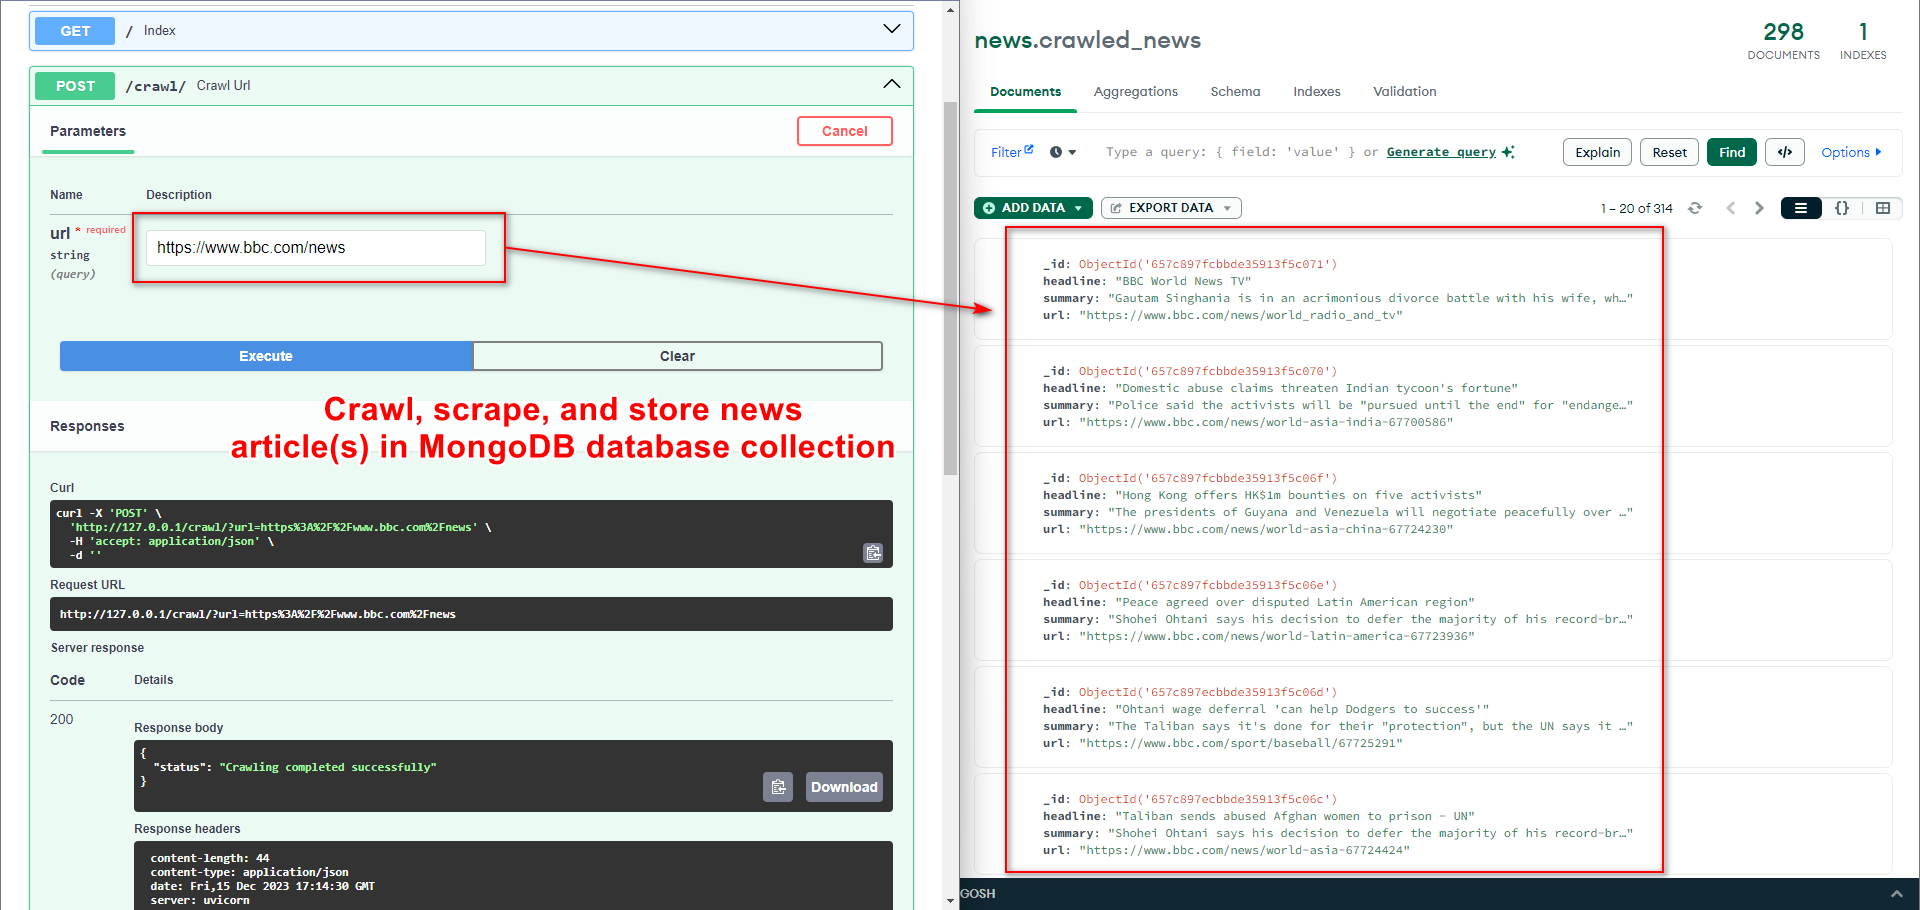 GET / Index
POST /crawl/ Crawl Url
Parameters
Cancel
Name Description
url * required
string
(query)
https://www.bbc.com/news
Execute Clear
Crawl, scrape, and store news
article(s) in MongoDB database collection
Responses
Curl
curl -X 'POST' \
'http://127.0.0.1/crawl/?url=https%3A%2F%2Fwww.bbc.com%2Fnews' \
-H 'accept: application/json' \
-d ''
Request URL
http://127.0.0.1/crawl/?url=https%3A%2F%2Fwww.bbc.com%2Fnews
Server response
Code Details
200
Response body
{
"status": "Crawling completed successfully"
}
Download
Response headers
content-length: 44
content-type: application/json
date: Fri,15 Dec 2023 17:14:30 GMT
server: uvicorn
news.crawled_news
298
DOCUMENTS
1
INDEXES
Documents Aggregations Schema Indexes Validation
Filter Type a query: { field: 'value' } or Generate query Explain Reset Find </> Options
ADD DATA EXPORT DATA 1 – 20 of 314 {}
_id: ObjectId('657c897fcbbde35913f5c071')
headline: "BBC World News TV"
summary: "Gautam Singhania is in an acrimonious divorce battle with his wife, wh…"
url: "https://www.bbc.com/news/world_radio_and_tv"
_id: ObjectId('657c897fcbbde35913f5c070')
headline: "Domestic abuse claims threaten Indian tycoon's fortune"
summary: "Police said the activists will be "pursued until the end" for "endange…"
url: "https://www.bbc.com/news/world-asia-india-67700586"
_id: ObjectId('657c897fcbbde35913f5c06f')
headline: "Hong Kong offers HK$1m bounties on five activists"
summary: "The presidents of Guyana and Venezuela will negotiate peacefully over …"
url: "https://www.bbc.com/news/world-asia-china-67724230"
_id: ObjectId('657c897fcbbde35913f5c06e')
headline: "Peace agreed over disputed Latin American region"
summary: "Shohei Ohtani says his decision to defer the majority of his record-br…"
url: "https://www.bbc.com/news/world-latin-america-67723936"
_id: ObjectId('657c897ecbbde35913f5c06d')
headline: "Ohtani wage deferral 'can help Dodgers to success'"
summary: "The Taliban says it's done for their "protection", but the UN says it …"
url: "https://www.bbc.com/sport/baseball/67725291"
_id: ObjectId('657c897ecbbde35913f5c06c')
headline: "Taliban sends abused Afghan women to prison - UN"
summary: "Shohei Ohtani says his decision to defer the majority of his record-br…"
url: "https://www.bbc.com/news/world-asia-67724424"
GOSH